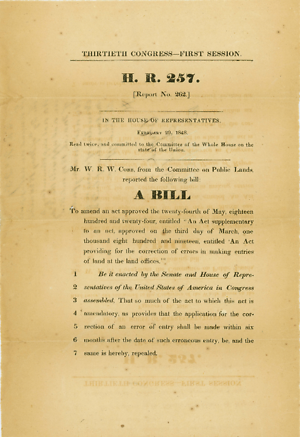 THIRTIETH CONGRESS—FIRST SESSION.
H. R. 257.
[Report No. 262.]
IN THE HOUSE OF REPRESENTATIVES.
1848.
Read twice, and committed to the Committee of the Whole House on the
state of the Union.
Mr. W. R. W. Cobb, from the Committee on Public Lands
reported the following bill:
A BILL
To amend an act approved the twenty-fourth of May, eighteen
hundred and twenty-four, entitled "An Act supplementary
to an act, approved on the third day of March, one
thousand eight hundred and nineteen, entitled 'An Act
providing for the correction of errors in making entries
of land at the land offices.'"
1 Be it enacted by the Senate and House of Repre-
2 sentatives of the United States of America in Congress
3 assembled, That so much of the act to which this act is
4 amendatory, as provides that the application for the cor-
5 rection of an error of entry shall be made within six
6 months after the date of such erroneous entry, be, and the
7 same is hereby, repealed.